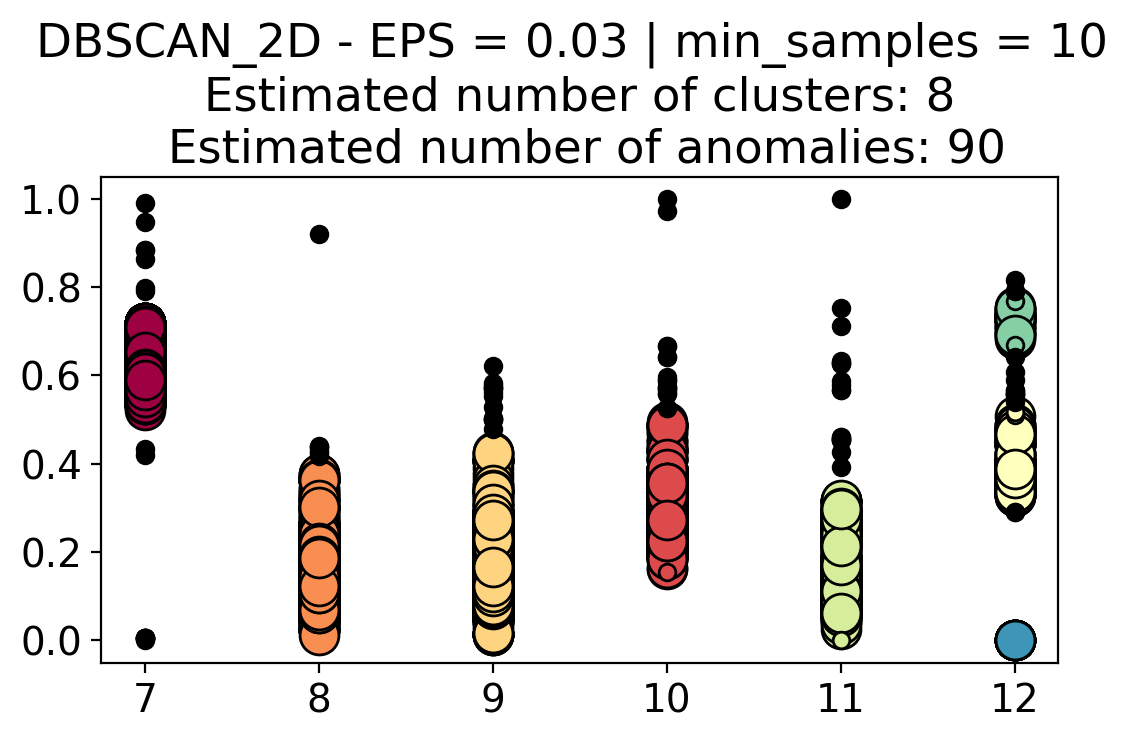 DBSCAN_2D - EPS = 0.03 | min_samples = 10
Estimated number of clusters: 8
Estimated number of anomalies: 90
1.0
0.8
0.6
0.4
0.2
0.0
7 8 9 10 11 12